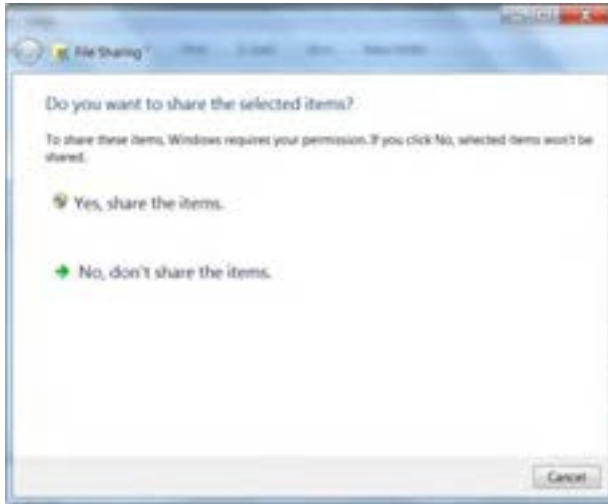 File Sharing
Do you want to share the selected items?
To share these items, Windows requires your permission. If you click No, selected items won't be
shared.
Yes, share the items.
No, don't share the items.
Cancel